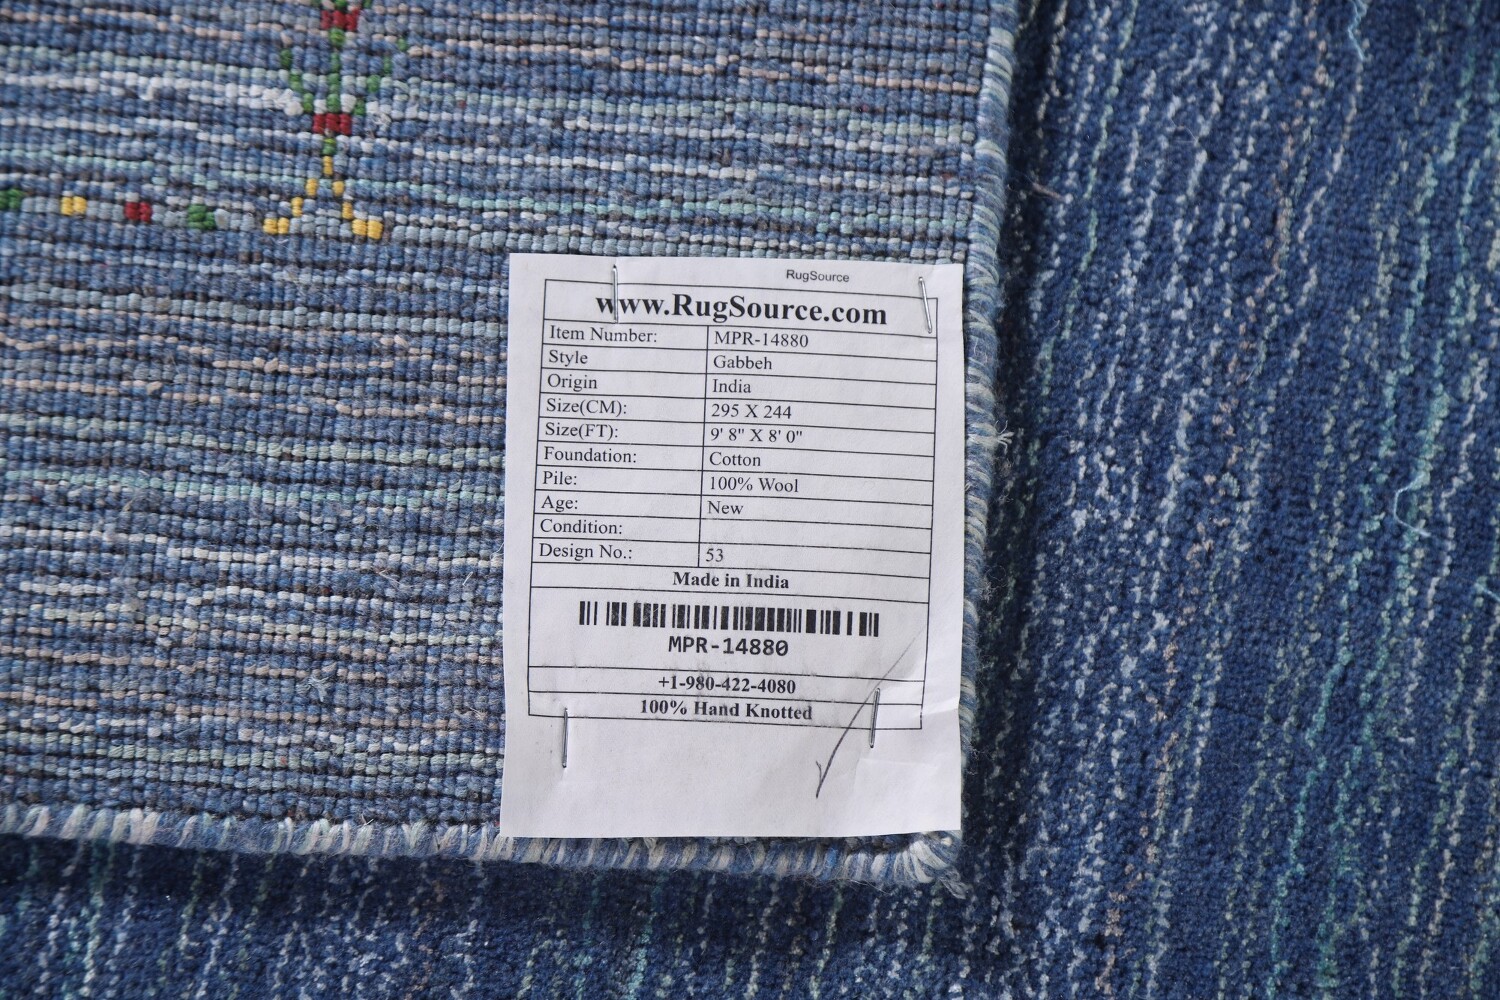 RugSource
www.RugSource.com
Item Number: MPR-14880
Style Gabbeh
Origin India
Size(CM): 295 X 244
Size(FT): 9' 8" X 8' 0"
Foundation: Cotton
Pile: 100% Wool
Age: New
Condition:
Design No.: 53
Made in India
MPR-14880
+1-980-422-4080
100% Hand Knotted